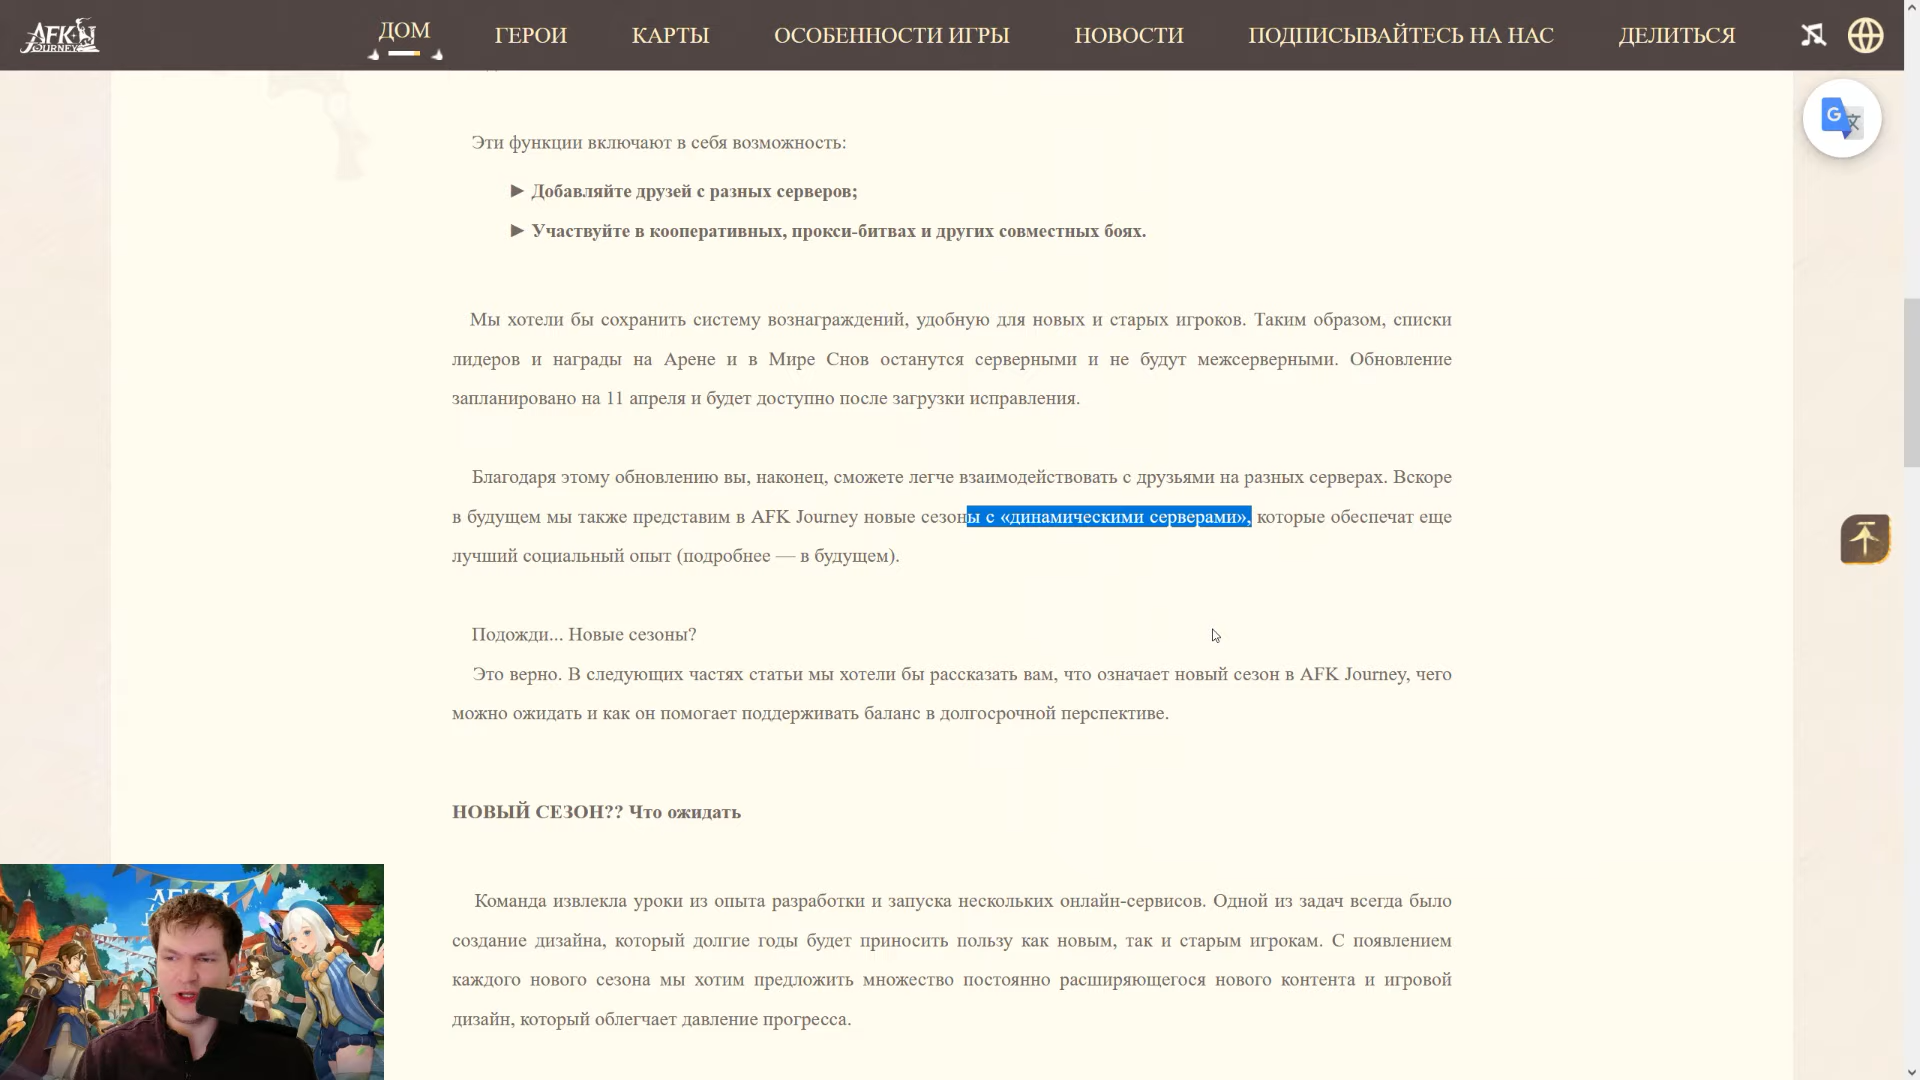 AFK JOURNEY
ДОМ
ГЕРОИ
КАРТЫ
ОСОБЕННОСТИ ИГРЫ
НОВОСТИ
ПОДПИСЫВАЙТЕСЬ НА НАС
ДЕЛИТЬСЯ
Эти функции включают в себя возможность:
► Добавляйте друзей с разных серверов;
► Участвуйте в кооперативных, прокси-битвах и других совместных боях.
Мы хотели бы сохранить систему вознаграждений, удобную для новых и старых игроков. Таким образом, списки
лидеров и награды на Арене и в Мире Снов останутся серверными и не будут межсерверными. Обновление
запланировано на 11 апреля и будет доступно после загрузки исправления.
Благодаря этому обновлению вы, наконец, сможете легче взаимодействовать с друзьями на разных серверах. Вскоре
в будущем мы также представим в AFK Journey новые сезоны с «динамическими серверами», которые обеспечат еще
лучший социальный опыт (подробнее — в будущем).
Подожди... Новые сезоны?
Это верно. В следующих частях статьи мы хотели бы рассказать вам, что означает новый сезон в AFK Journey, чего
можно ожидать и как он помогает поддерживать баланс в долгосрочной перспективе.
НОВЫЙ СЕЗОН?? Что ожидать
Команда извлекла уроки из опыта разработки и запуска нескольких онлайн-сервисов. Одной из задач всегда было
создание дизайна, который долгие годы будет приносить пользу как новым, так и старым игрокам. С появлением
каждого нового сезона мы хотим предложить множество постоянно расширяющегося нового контента и игровой
дизайн, который облегчает давление прогресса.